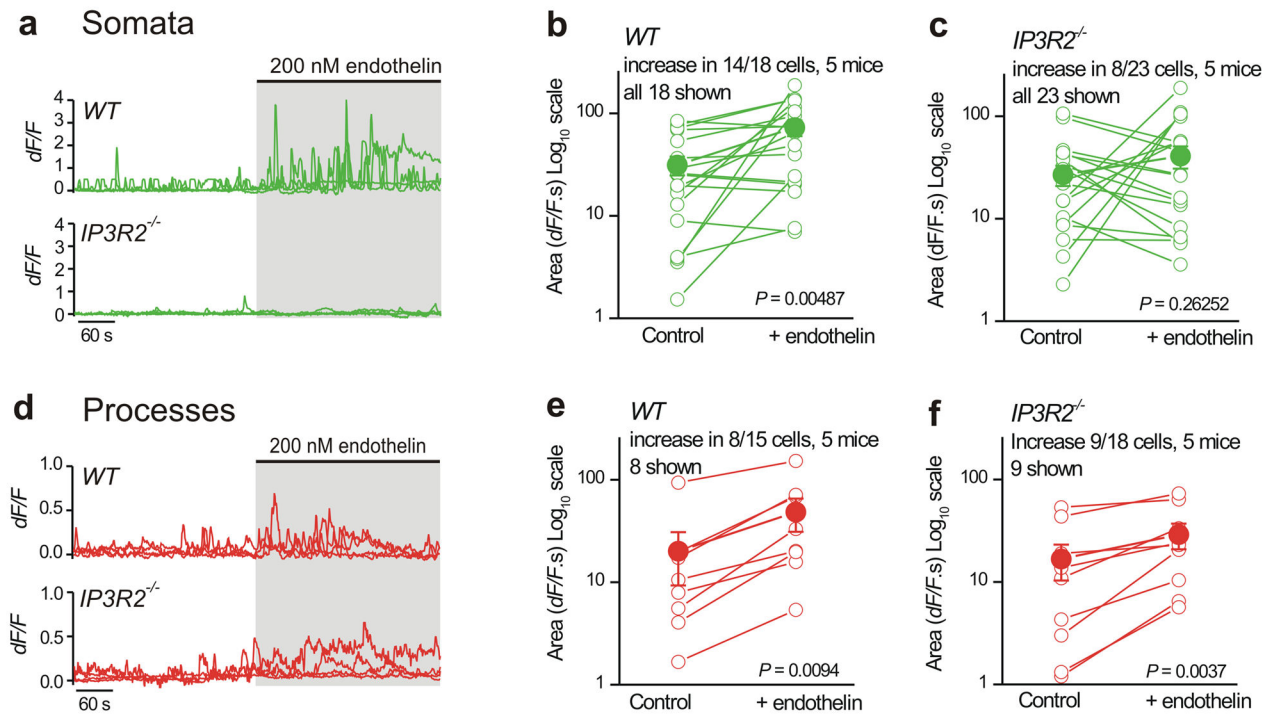 a Somata
200 nm endothelin
WT
dF/F
4
3
2
1
0
IP3R2-/-
dF/F
4
3
2
1
0
60 s
b
WT
increase in 14/18 cells, 5 mice
all 18 shown
Area (dF/F.s) Log10 scale
100
10
1
P = 0.00487
Control + endothelin
c
IP3R2-/-
increase in 8/23 cells, 5 mice
all 23 shown
Area (dF/F.s) Log10 scale
100
10
1
P = 0.26252
Control + endothelin
d Processes
200 nM endothelin
WT
dF/F
1.0
0.5
0.0
IP3R2-/-
dF/F
1.0
0.5
0.0
60 s
e
WT
increase in 8/15 cells, 5 mice
8 shown
Area (dF/F.s) Log10 scale
100
10
1
P = 0.0094
Control + endothelin
f
IP3R2-/-
Increase 9/18 cells, 5 mice
9 shown
Area (dF/F.s) Log10 scale
100
10
1
P = 0.0037
Control + endothelin